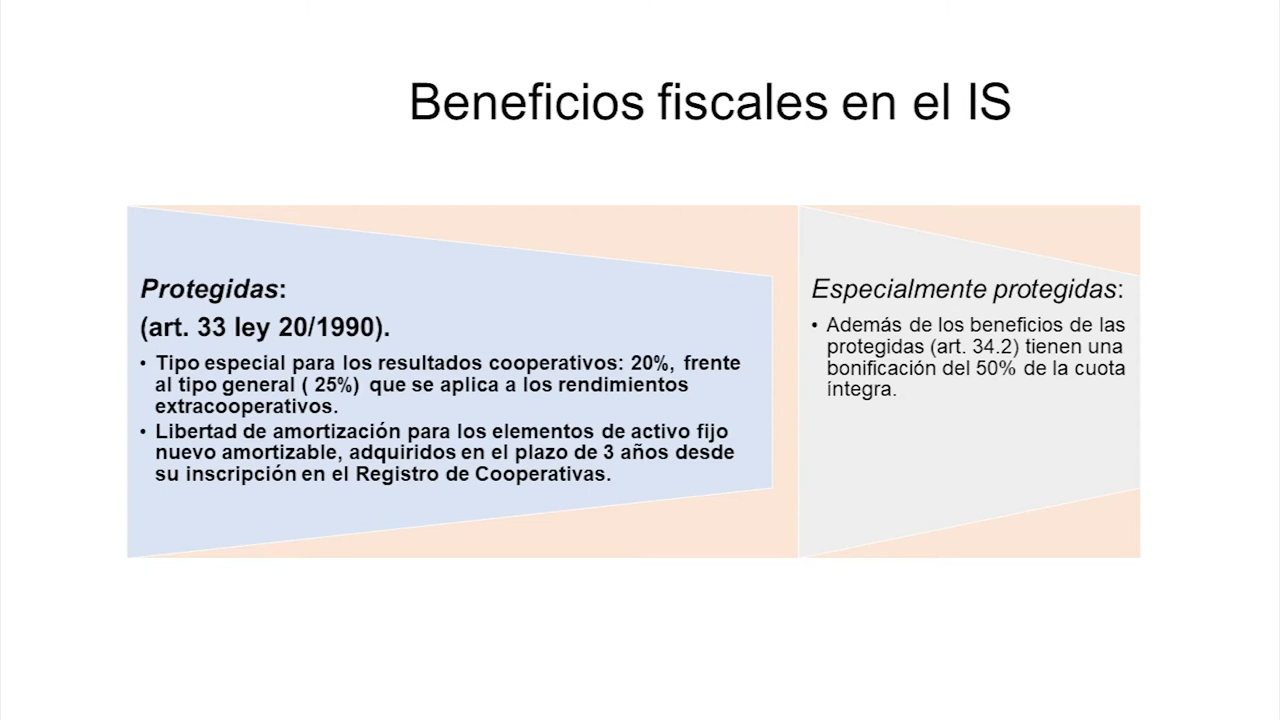 Beneficios fiscales en el IS
Protegidas:
(art. 33 ley 20/1990).
• Tipo especial para los resultados cooperativos: 20%, frente
al tipo general ( 25%) que se aplica a los rendimientos
extracooperativos.
• Libertad de amortización para los elementos de activo fijo
nuevo amortizable, adquiridos en el plazo de 3 años desde
su inscripción en el Registro de Cooperativas.
Especialmente protegidas:
• Además de los beneficios de las
protegidas (art. 34.2) tienen una
bonificación del 50% de la cuota
íntegra.